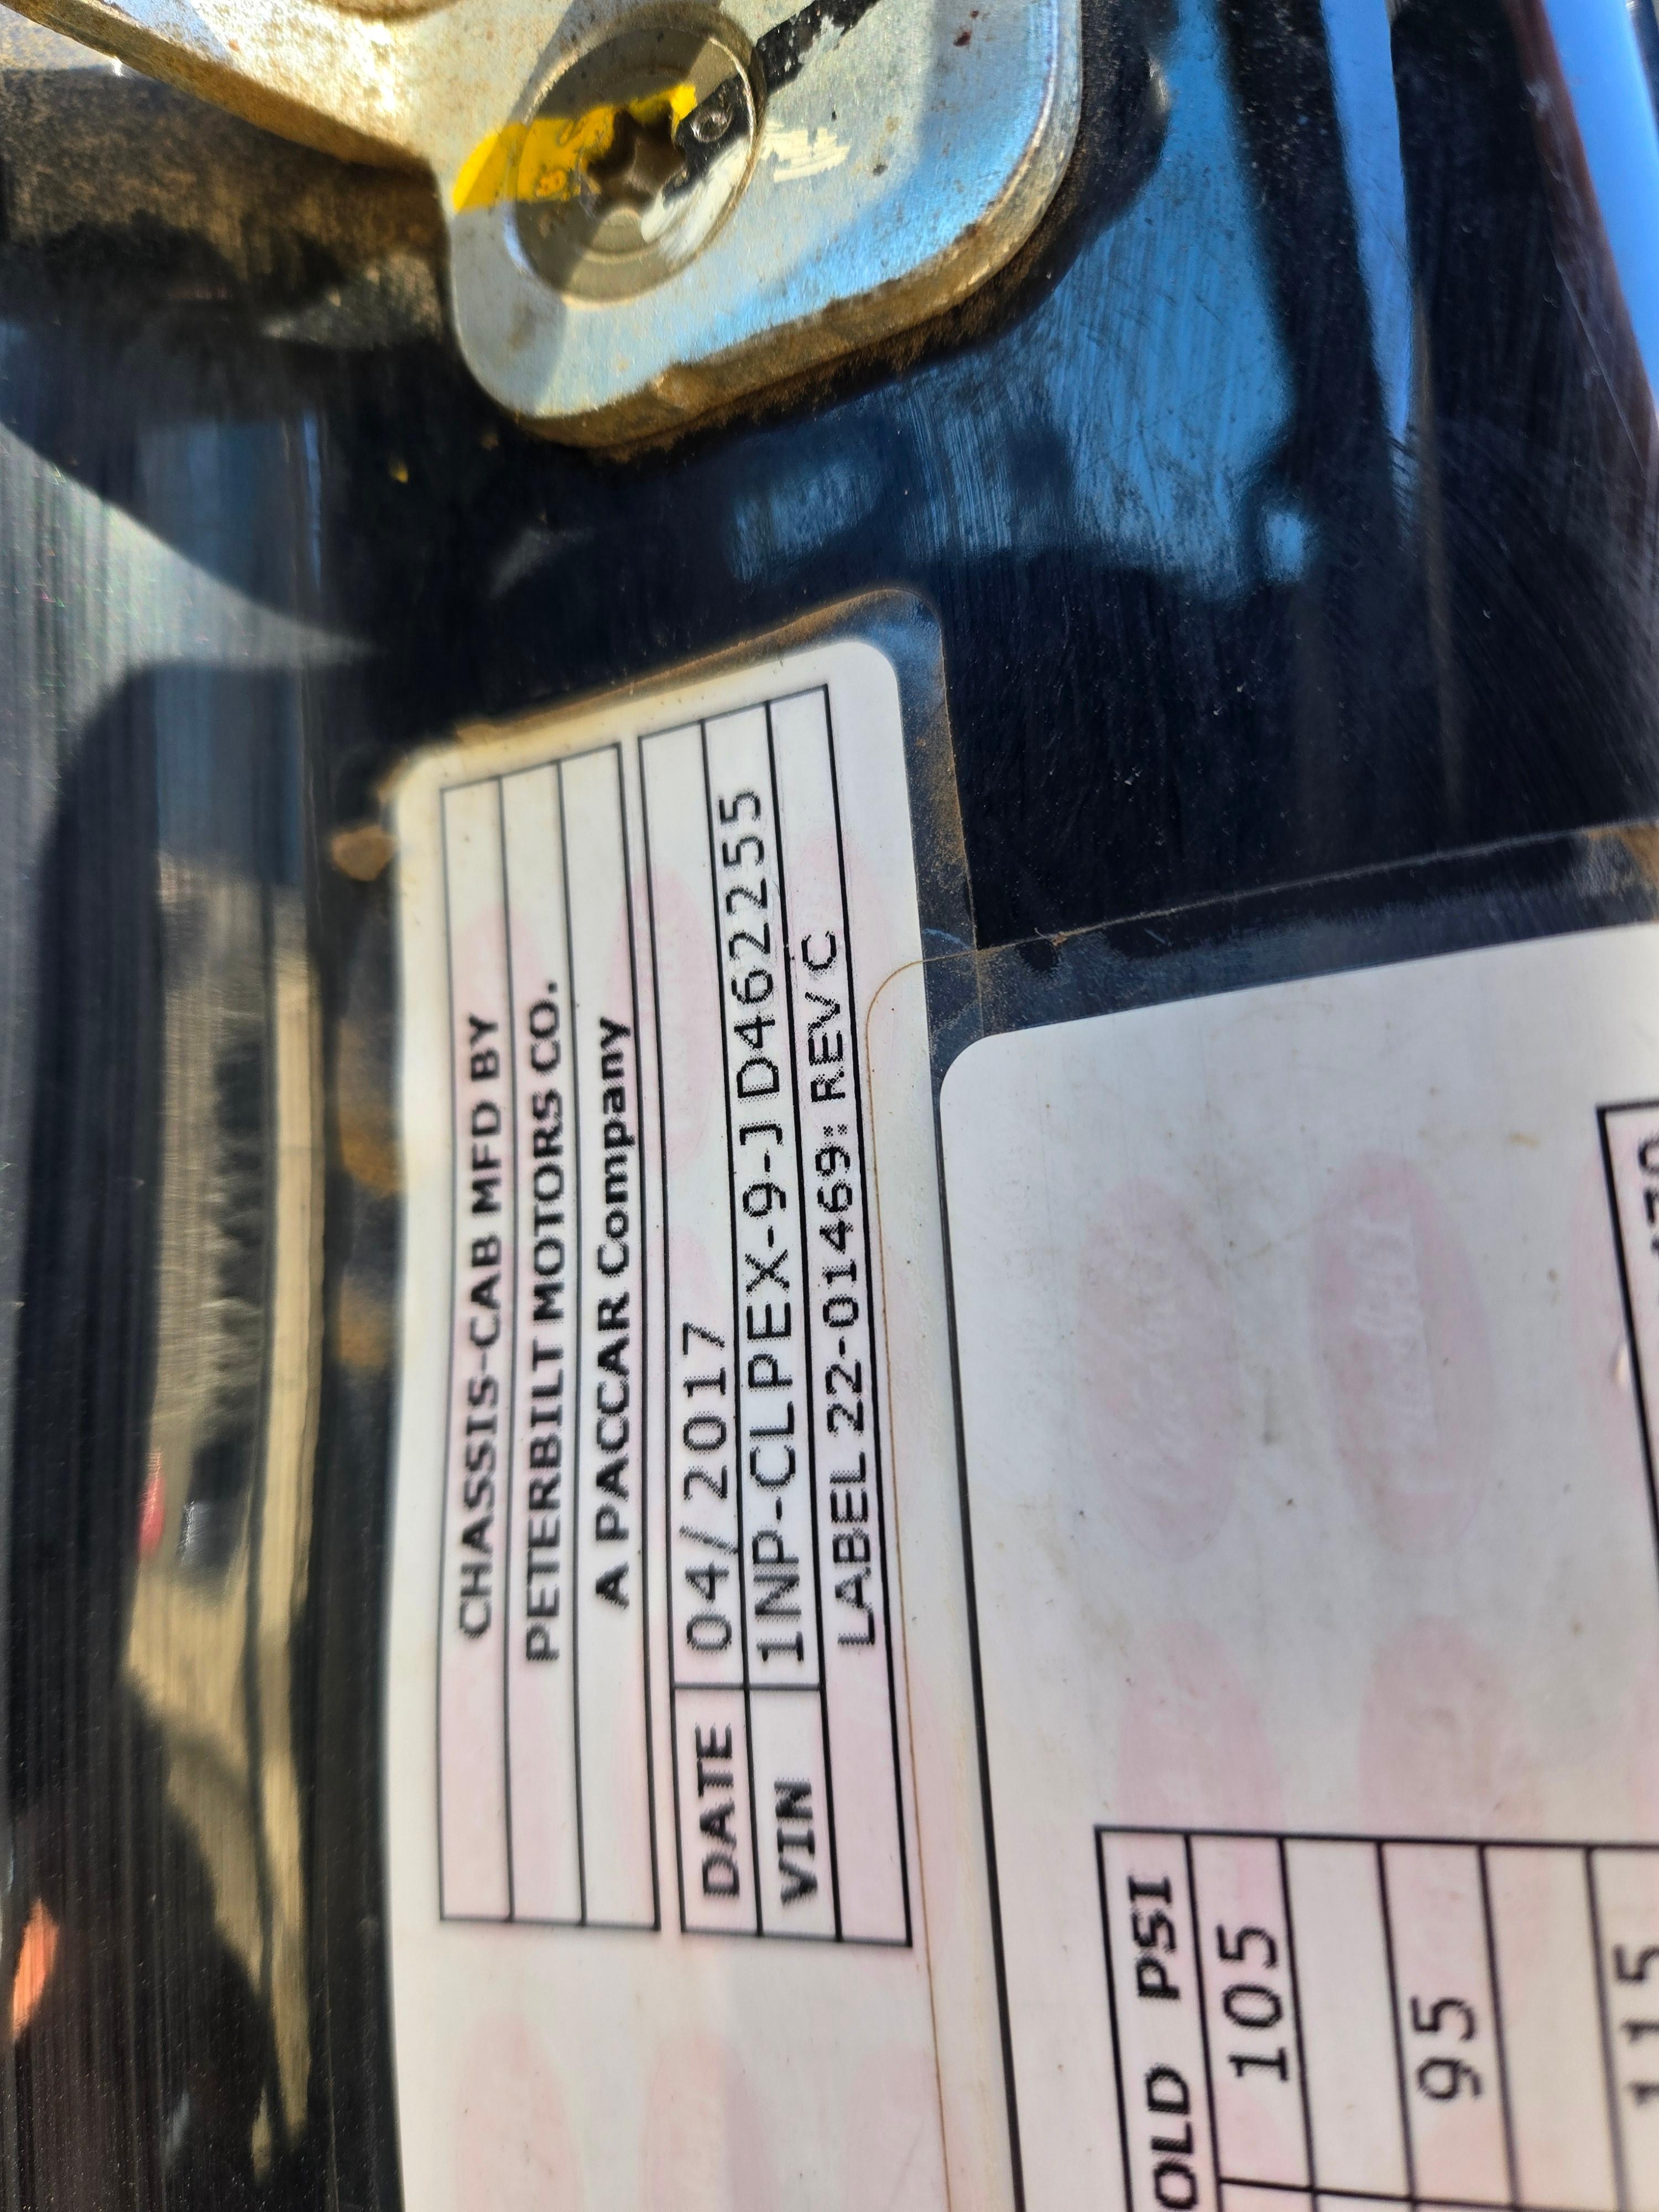 CHASSIS-CAB MFD BY
PETERBILT MOTORS CO.
A PACCAR Company
DATE 04/2017
VIN 1NP-CLPEX-9-JD462255
LABEL 22-01469:: REV C
OLD PSI
105
95
115